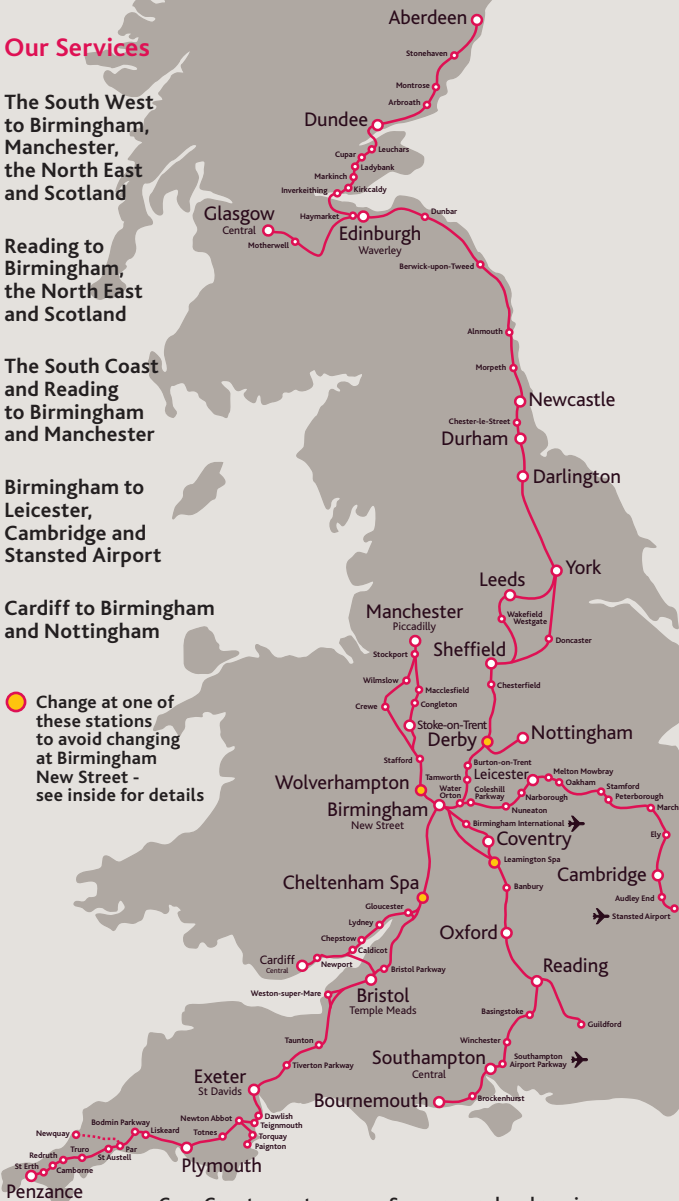 Our Services
The South West
to Birmingham,
Manchester,
the North East
and Scotland
Reading to
Birmingham,
the North East
and Scotland
The South Coast
and Reading
to Birmingham
and Manchester
Birmingham to
Leicester,
Cambridge and
Stansted Airport
Cardiff to Birmingham
and Nottingham
Change at one of
these stations
to avoid changing
at Birmingham
New Street -
see inside for details
Aberdeen
Stonehaven
Montrose
Arbroath
Dundee
Leuchars
Cupar
Ladybank
Markinch
Kirkcaldy
Inverkeithing
Haymarket
Glasgow
Central
Motherwell
Edinburgh
Waverley
Dunbar
Berwick-upon-Tweed
Alnmouth
Morpeth
Newcastle
Chester-le-Street
Durham
Darlington
York
Leeds
Wakefield
Westgate
Doncaster
Manchester
Piccadilly
Stockport
Sheffield
Wilmslow
Macclesfield
Chesterfield
Crewe
Congleton
Stoke-on-Trent
Derby
Nottingham
Stafford
Burton-on-Trent
Wolverhampton
Tamworth
Leicester
Melton Mowbray
Oakham
Stamford
Peterborough
March
Water
Orton
Coleshill
Parkway
Narborough
Nuneaton
Birmingham
New Street
Birmingham International
Ely
Coventry
Leamington Spa
Cambridge
Cheltenham Spa
Banbury
Audley End
Stansted Airport
Gloucester
Lydney
Chepstow
Caldicot
Oxford
Cardiff
Central
Newport
Bristol Parkway
Reading
Weston-super-Mare
Bristol
Temple Meads
Basingstoke
Guildford
Taunton
Winchester
Tiverton Parkway
Southampton
Central
Southampton
Airport Parkway
Exeter
St Davids
Bournemouth
Brockenhurst
Dawlish
Teignmouth
Newton Abbot
Torquay
Paignton
Totnes
Plymouth
Bodmin Parkway
Liskeard
Newquay
Par
St Austell
Truro
Redruth
Camborne
St Erth
Penzance